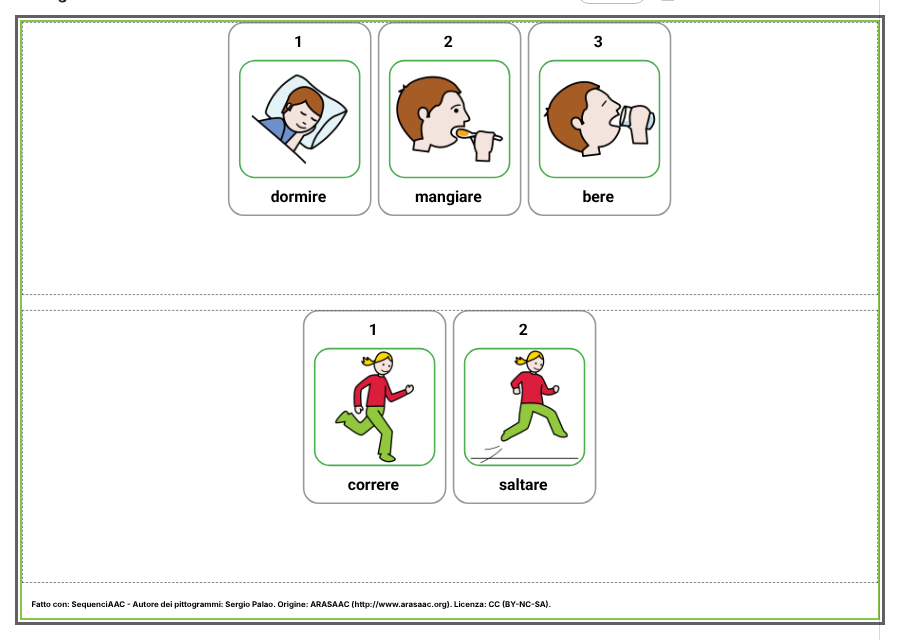 1
2
3
dormire
mangiare
bere
1
2
correre
saltare
Fatto con: SequenciAAC - Autore dei pittogrammi: Sergio Palao. Origine: ARASAAC (http://www.arasaac.org). Licenza: CC (BY-NC-SA).